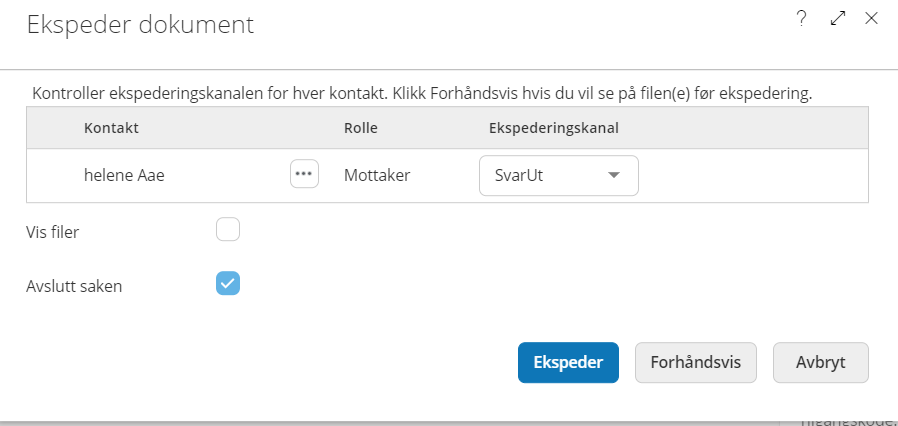 Ekspeder dokument
?
Kontroller ekspederingskanalen for hver kontakt. Klikk Forhåndsvis hvis du vil se på filen(e) før ekspedering.
Kontakt Rolle Ekspederingskanal
helene Aae ••• Mottaker SvarUt
Vis filer
Avslutt saken
Ekspeder Forhåndsvis Avbryt